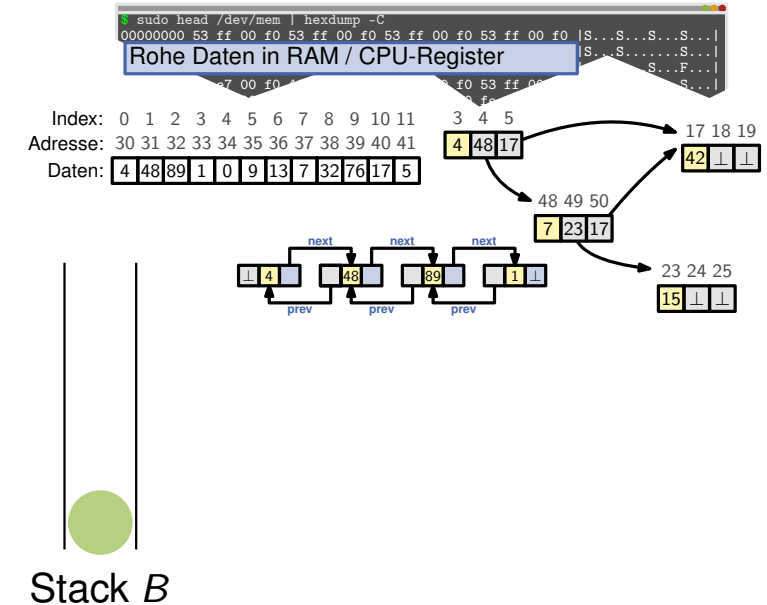 $ sudo head /dev/mem | hexdump -C
00000000 53 ff 00 f0 53 ff 00 f0 53 ff 00 f0 53 ff 00 f0 |S...S...S...S...|
Rohe Daten in RAM / CPU-Register
Index: 0 1 2 3 4 5 6 7 8 9 10 11
Adresse: 30 31 32 33 34 35 36 37 38 39 40 41
Daten: 4 48 89 1 0 9 13 7 32 76 17 5
3 4 5
4 48 17
17 18 19
42 ⊥ ⊥
48 49 50
7 23 17
23 24 25
15 ⊥ ⊥
next next next
⊥ 4 48 89 1 ⊥
prev prev prev
Stack B